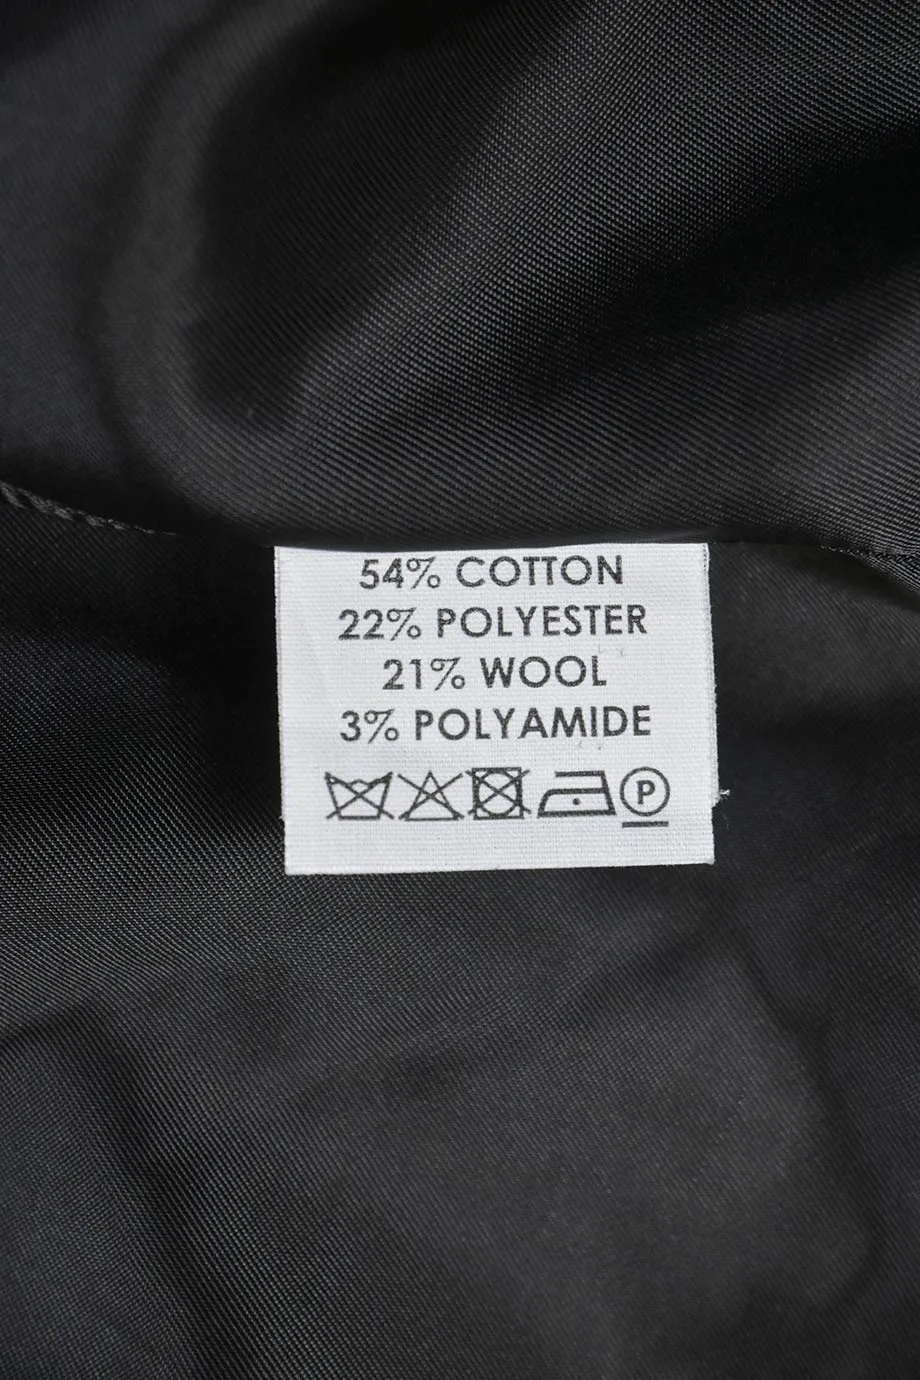 54% COTTON
22% POLYESTER
21% WOOL
3% POLYAMIDE
P